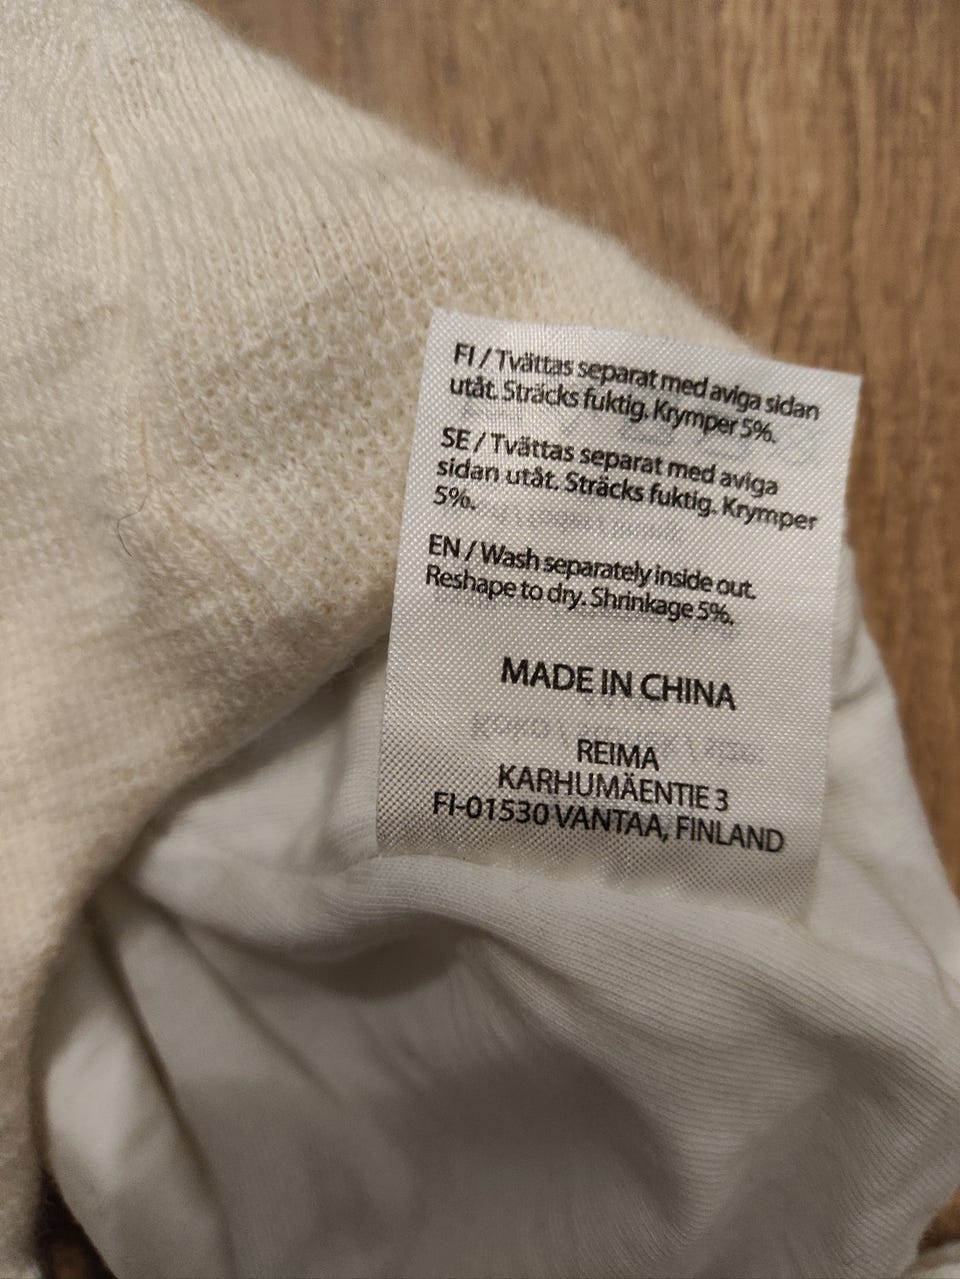 FI / Tvättas separat med aviga sidan
utåt. Sträcks fuktig. Krymper 5%.
SE / Tvättas separat med aviga
sidan utåt. Sträcks fuktig. Krymper
5%.
EN / Wash separately inside out.
Reshape to dry. Shrinkage 5%.
MADE IN CHINA
REIMA
KARHUMÄENTIE 3
FI-01530 VANTAA, FINLAND